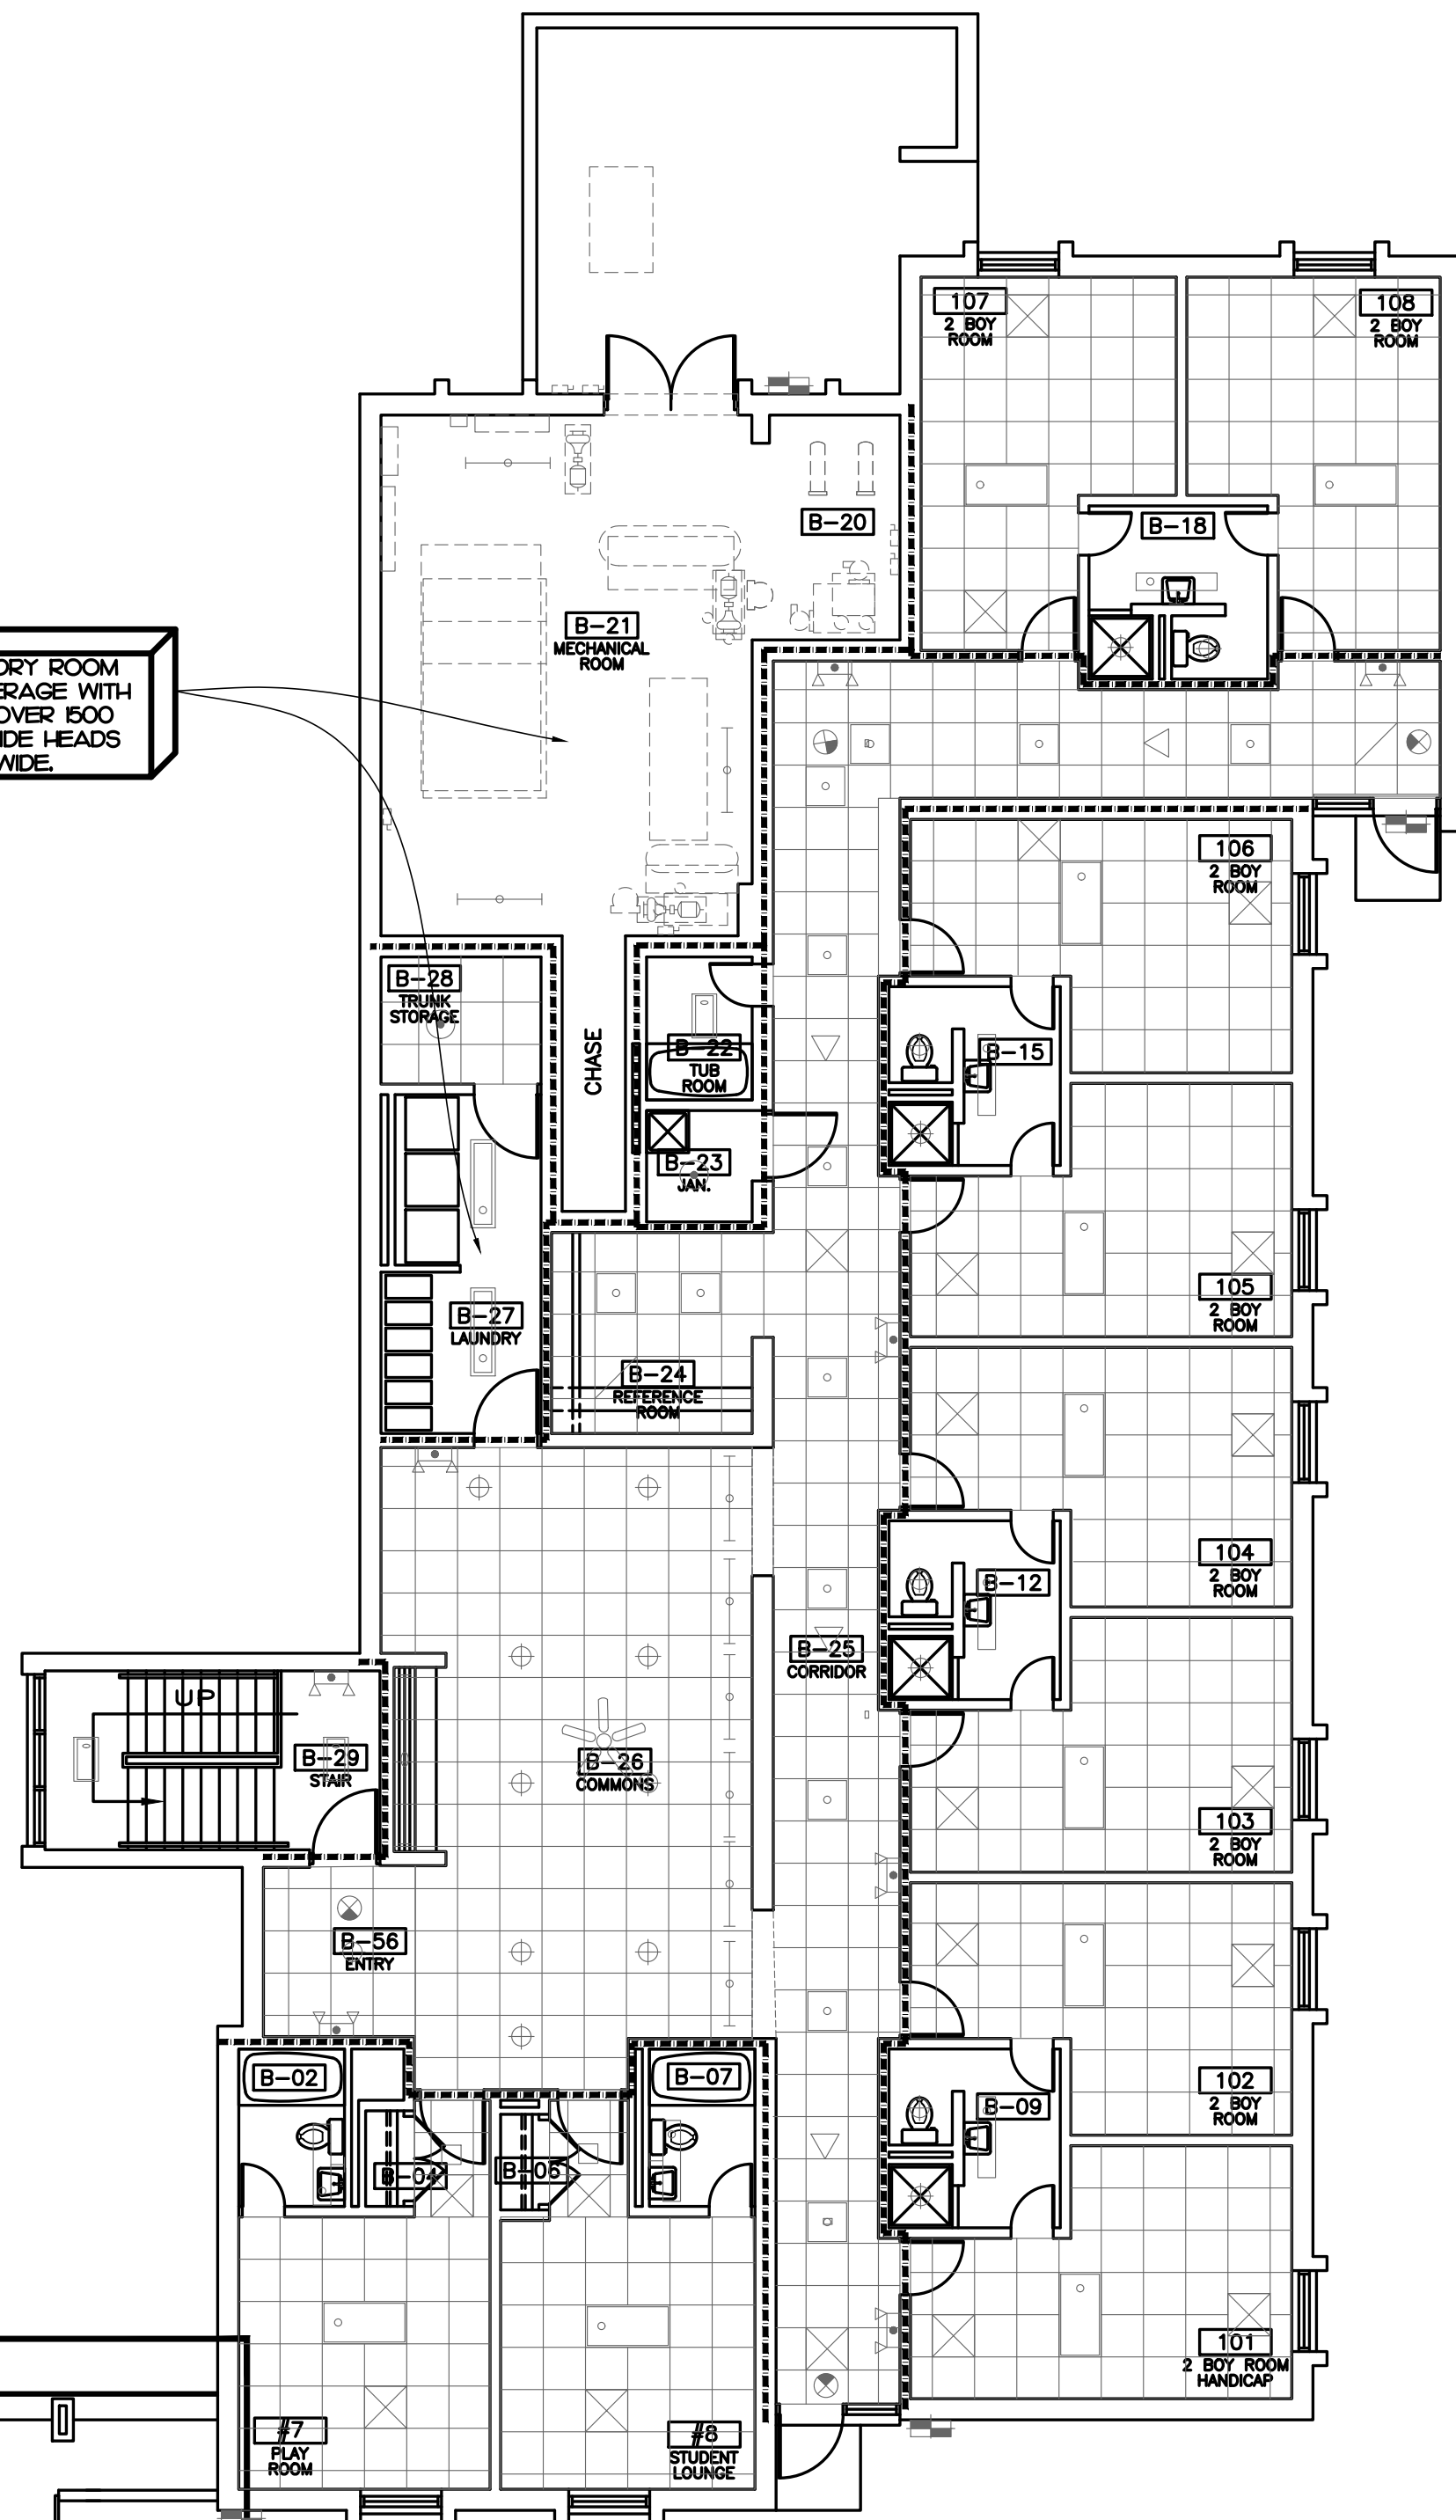 107
2 BOY
ROOM
108
2 BOY
ROOM
B-20
B-18
B-21
MECHANICAL
ROOM
ROOM
WITH
OVER 1500
HEADS
WIDE.
106
2 BOY
ROOM
B-28
TRUNK
STORAGE
CHASE
B-22
TUB
ROOM
B-15
B-23
JAN.
105
2 BOY
ROOM
B-27
LAUNDRY
B-24
REFERENCE
ROOM
104
2 BOY
ROOM
B-12
B-25
CORRIDOR
UP
B-29
STAIR
B-26
COMMONS
103
2 BOY
ROOM
B-56
ENTRY
B-02
B-07
102
2 BOY
ROOM
B-09
B-04
101
2 BOY ROOM
HANDICAP
#7
PLAY
ROOM
#8
STUDENT
LOUNGE